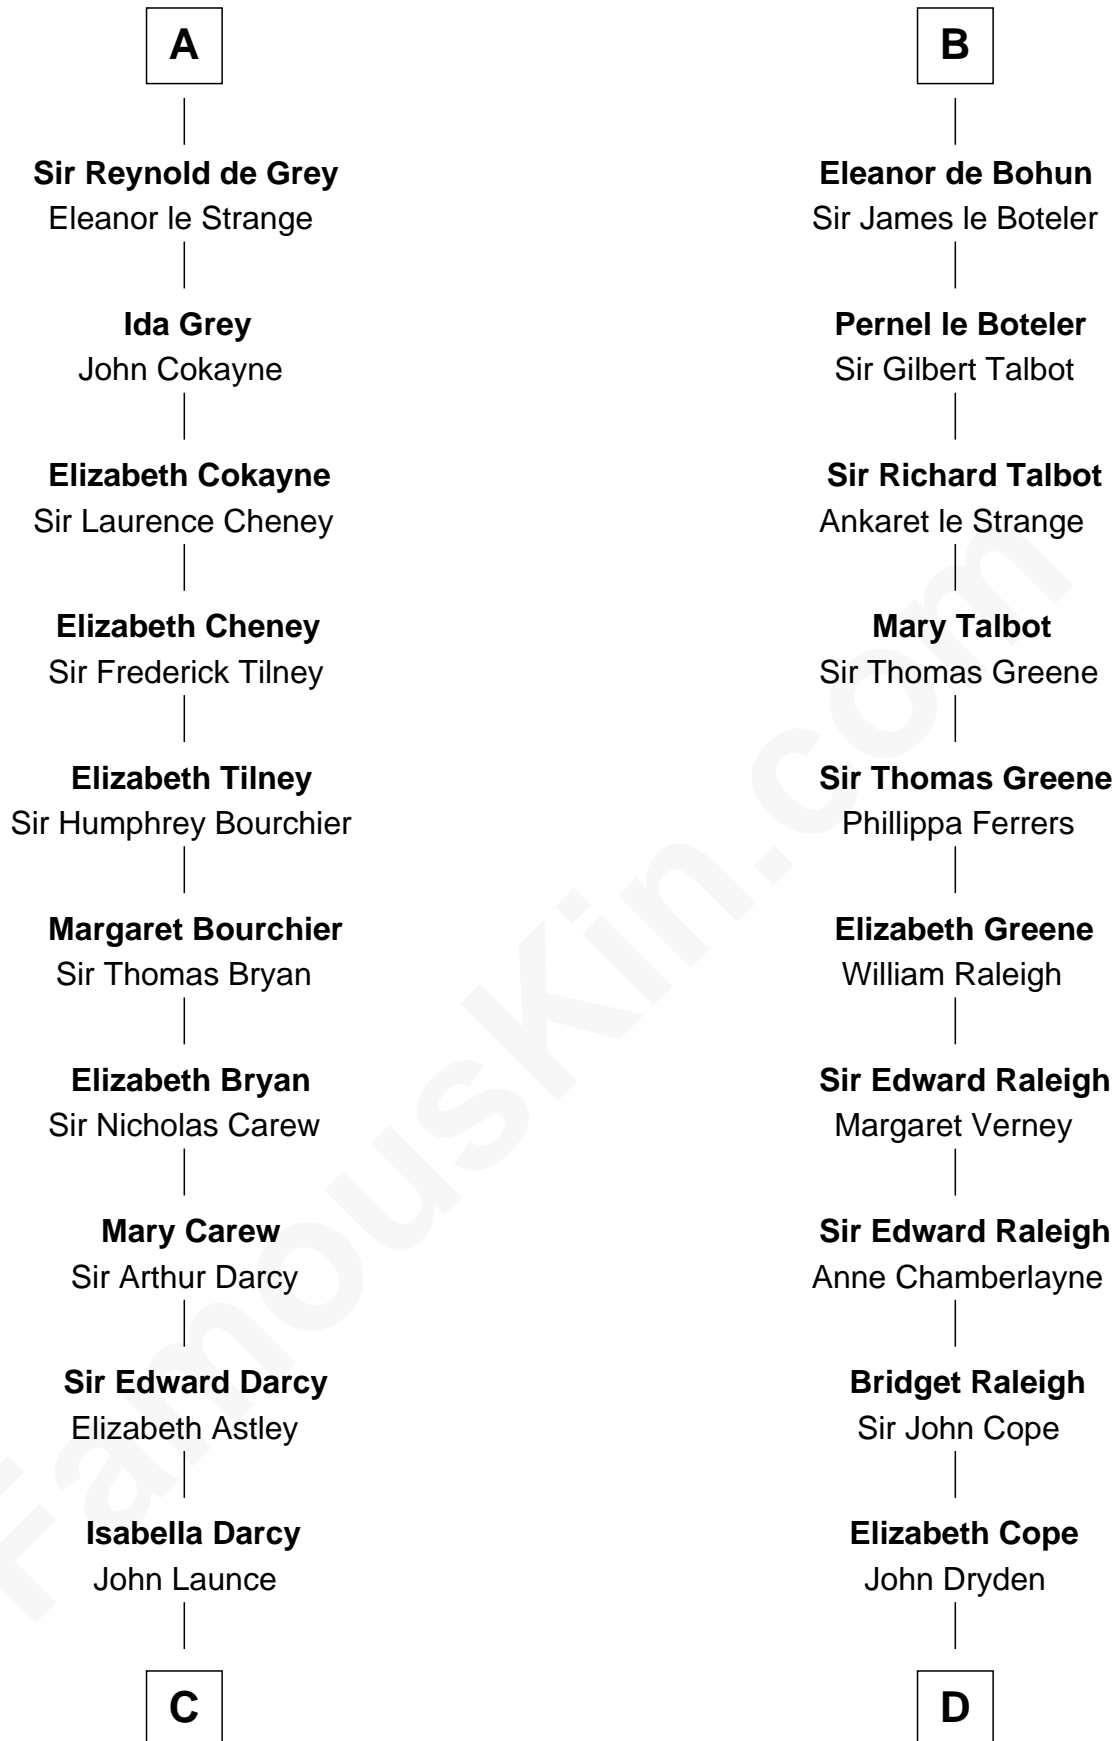 A
Sir Reynold de Grey
Eleanor le Strange
Ida Grey
John Cokayne
Elizabeth Cokayne
Sir Laurence Cheney
Elizabeth Cheney
Sir Frederick Tilney
Elizabeth Tilney
Sir Humphrey Bourchier
Margaret Bourchier
Sir Thomas Bryan
Elizabeth Bryan
Sir Nicholas Carew
Mary Carew
Sir Arthur Darcy
Sir Edward Darcy
Elizabeth Astley
Isabella Darcy
John Launce
C
B
Eleanor de Bohun
Sir James le Boteler
Pernel le Boteler
Sir Gilbert Talbot
Sir Richard Talbot
Ankaret le Strange
Mary Talbot
Sir Thomas Greene
Sir Thomas Greene
Phillippa Ferrers
Elizabeth Greene
William Raleigh
Sir Edward Raleigh
Margaret Verney
Sir Edward Raleigh
Anne Chamberlayne
Bridget Raleigh
Sir John Cope
Elizabeth Cope
John Dryden
D
FamousKin.com